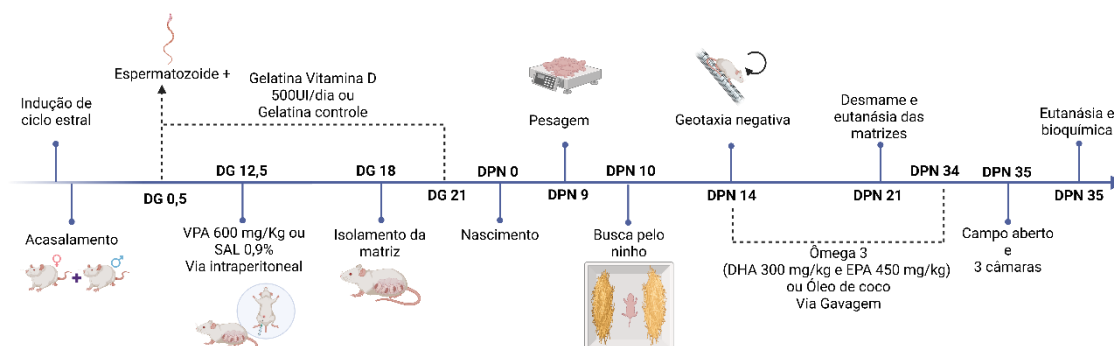 Indução de
ciclo estral
Acasalamento
Espermatozoide +
DG 0,5
Gelatina Vitamina D
500UI/dia ou
Gelatina controle
DG 12,5
VPA 600 mg/Kg ou
SAL 0,9%
Via intraperitoneal
DG 18
Isolamento da
matriz
DG 21
DPN 0
Nascimento
Pesagem
DPN 9
DPN 10
Busca pelo
ninho
Geotaxia negativa
DPN 14
Ômega 3
(DHA 300 mg/kg e EPA 450 mg/kg)
ou Óleo de coco
Via Gavagem
Desmame e
eutanásia das
matrizes
DPN 21
DPN 34
DPN 35
Campo aberto
e
3 câmaras
Eutanásia e
bioquímica
DPN 35